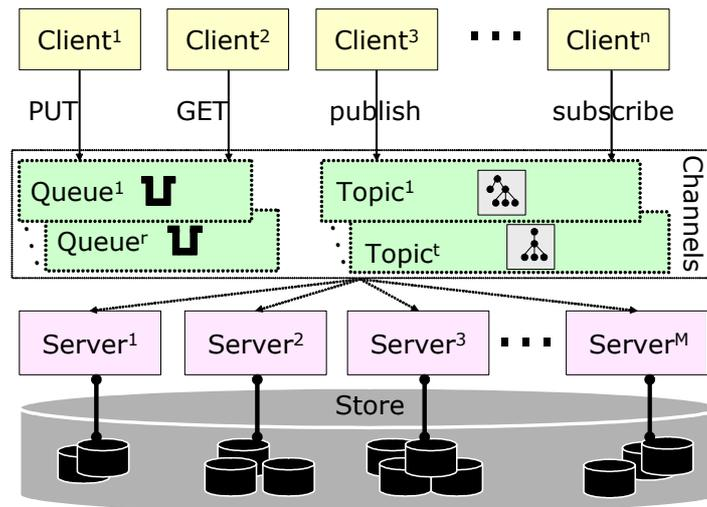 Client¹ Client² Client³ Clientⁿ
PUT GET publish subscribe
Channels
Queue¹ Topic¹
Queueʳ Topicᵗ
Server¹ Server² Server³ Serverᴹ
Store